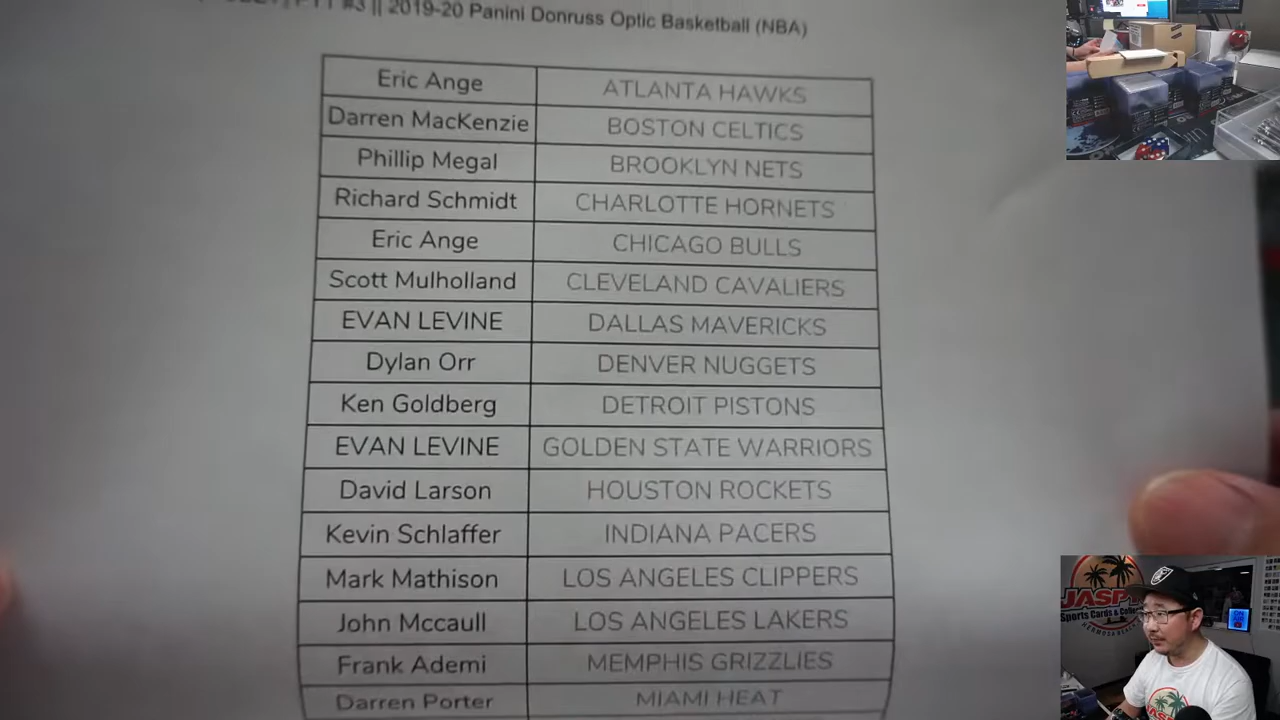 #3 || 2019-20 Panini Donruss Optic Basketball (NBA)
Eric Ange ATLANTA HAWKS
Darren MacKenzie BOSTON CELTICS
Phillip Megal BROOKLYN NETS
Richard Schmidt CHARLOTTE HORNETS
Eric Ange CHICAGO BULLS
Scott Mulholland CLEVELAND CAVALIERS
EVAN LEVINE DALLAS MAVERICKS
Dylan Orr DENVER NUGGETS
Ken Goldberg DETROIT PISTONS
EVAN LEVINE GOLDEN STATE WARRIORS
David Larson HOUSTON ROCKETS
Kevin Schlaffer INDIANA PACERS
Mark Mathison LOS ANGELES CLIPPERS
John Mccaull LOS ANGELES LAKERS
Frank Ademi MEMPHIS GRIZZLIES
Darren Porter MIAMI HEAT
Sports Cards &